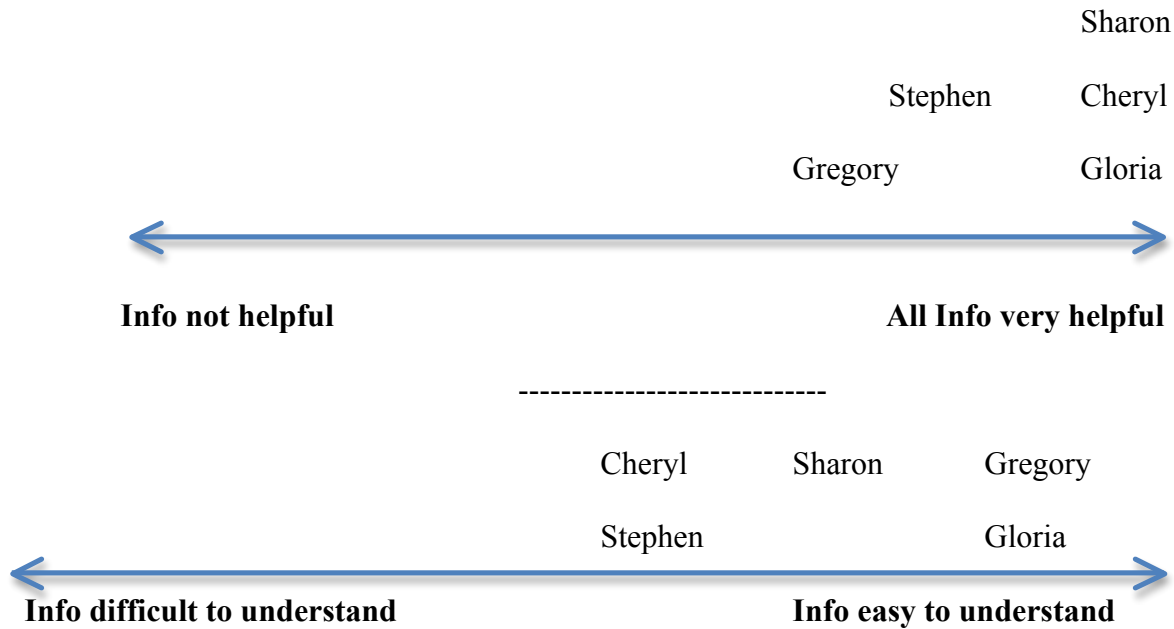 Sharon
Stephen Cheryl
Gregory Gloria
Info not helpful All Info very helpful
-----------------------------
Cheryl Sharon Gregory
Stephen Gloria
Info difficult to understand Info easy to understand